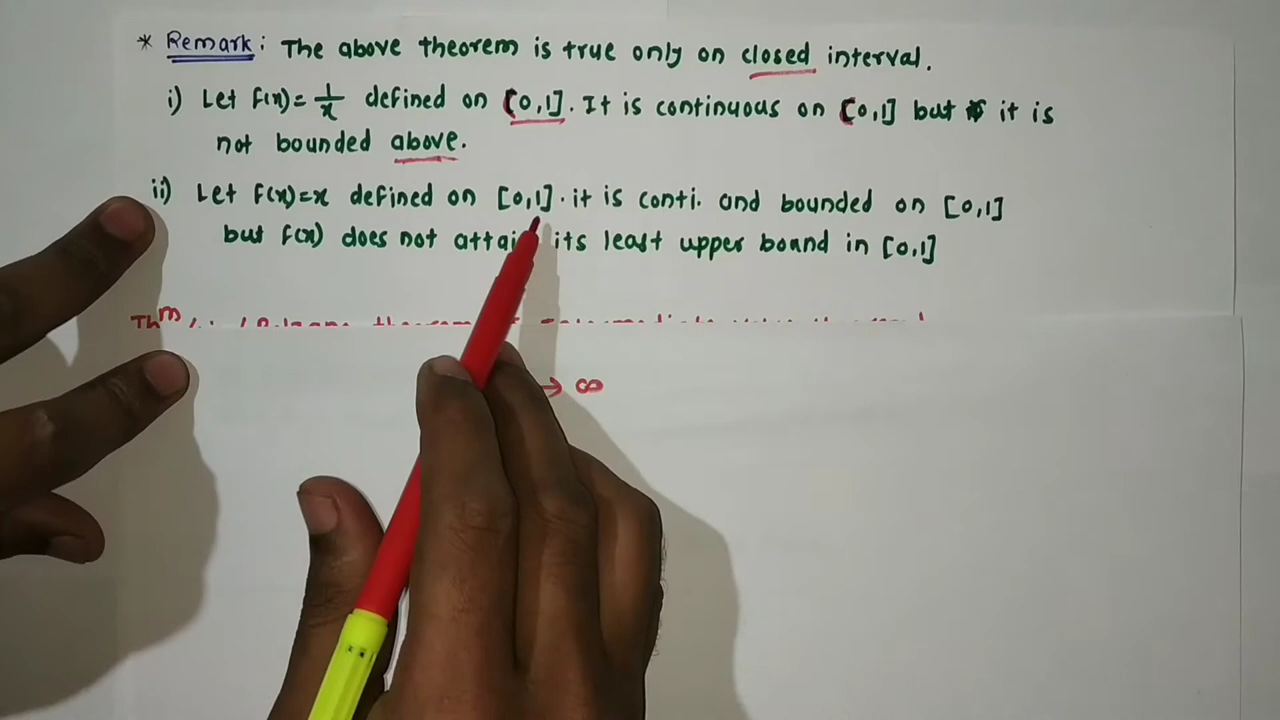 * Remark: The above theorem is true only on closed interval.
i) Let f(x)= 1/x defined on (0,1]. It is continuous on (0,1] but it is
not bounded above.
ii) Let f(x)=x defined on [0,1]. it is conti. and bounded on [0,1]
but f(x) does not its least upper bound in [0,1]
Thm
→ ∞